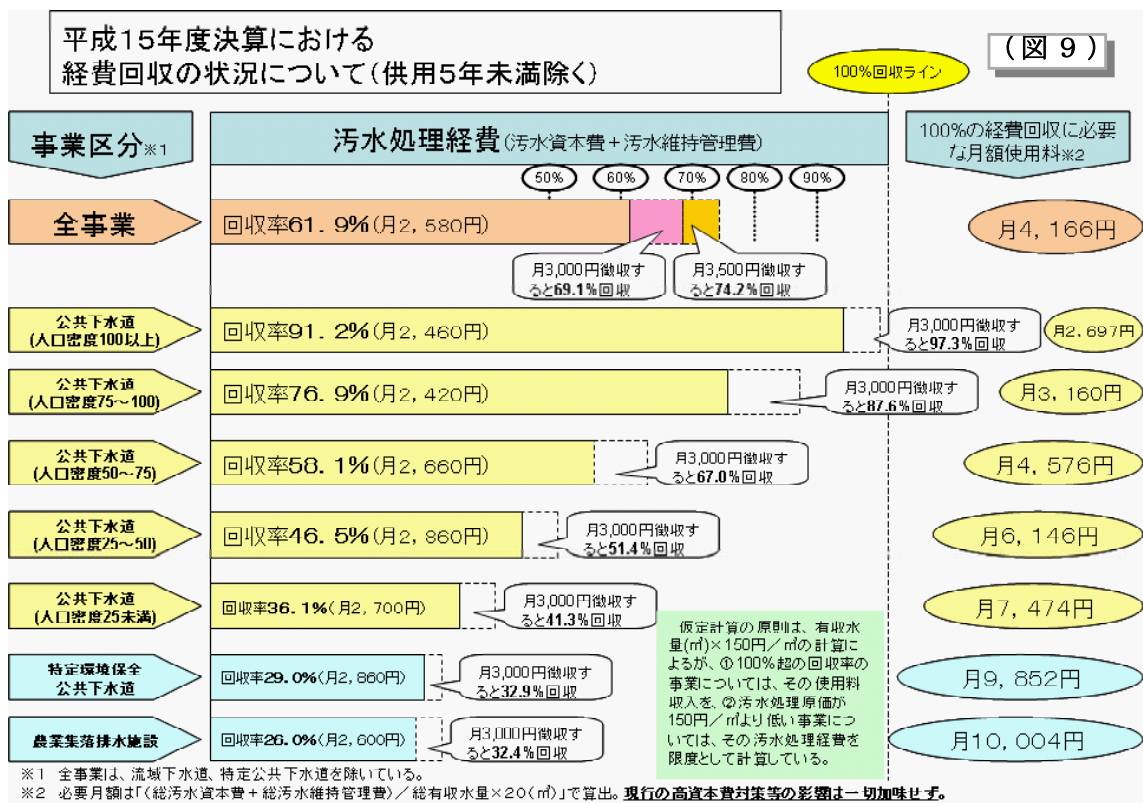 平成15年度決算における
経費回収の状況について(供用5年未満除く)
(図9)
100%回収ライン
事業区分※1
汚水処理経費(汚水資本費+汚水維持管理費)
100%の経費回収に必要
な月額使用料※2
50%
60%
70%
80%
90%
全事業
回収率61.9%(月2,580円)
月4,166円
月3,000円徴収す
ると69.1%回収
月3,500円徴収す
ると74.2%回収
公共下水道
(人口密度100以上)
回収率91.2%(月2,460円)
月3,000円徴収す
ると97.3%回収
月2,697円
公共下水道
(人口密度75~100)
回収率76.9%(月2,420円)
月3,000円徴収す
ると87.6%回収
月3,160円
公共下水道
(人口密度50~75)
回収率58.1%(月2,660円)
月3,000円徴収す
ると67.0%回収
月4,576円
公共下水道
(人口密度25~50)
回収率46.5%(月2,860円)
月3,000円徴収す
ると51.4%回収
月6,146円
公共下水道
(人口密度25未満)
回収率36.1%(月2,700円)
月3,000円徴収す
ると41.3%回収
月7,474円
特定環境保全
公共下水道
回収率29.0%(月2,860円)
月3,000円徴収す
ると32.9%回収
月9,852円
農業集落排水施設
回収率26.0%(月2,600円)
月3,000円徴収す
ると32.4%回収
月10,004円
仮定計算の原則は、有収水
量(㎥)×150円/㎥の計算に
よるが、①100%超の回収率の
事業については、その使用料
収入を、②汚水処理原価が
150円/㎥より低い事業につ
いては、その汚水処理経費を
限度として計算している。
※1 全事業は、流域下水道、特定公共下水道を除いている。
※2 必要月額は「(総汚水資本費+総汚水維持管理費)/総有収水量×20(㎥)」で算出。現行の高資本費対策等の影響は一切加味せず。